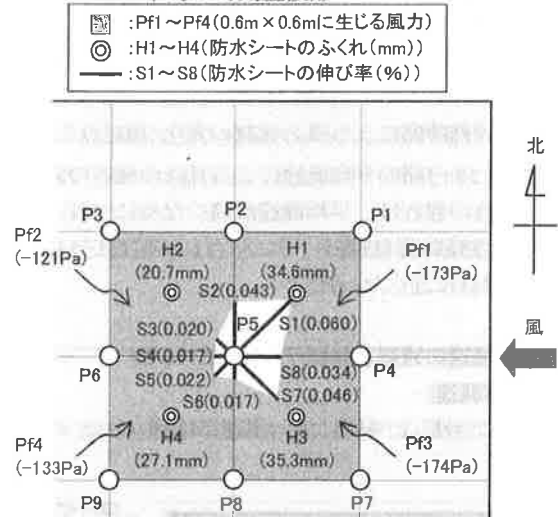 :Pf1～Pf4(0.6m×0.6mに生じる風力)
:H1～H4(防水シートのふくれ(mm))
:S1～S8(防水シートの伸び率(%))
北
P3
P2
P1
Pf2
(-121Pa)
H2
(20.7mm)
H1
(34.6mm)
Pf1
(-173Pa)
S2(0.043)
S3(0.020)
P5
S1(0.060)
風
P6
S4(0.017)
P4
S5(0.022)
S8(0.034)
S6(0.017)
S7(0.046)
Pf4
(-133Pa)
H4
(27.1mm)
H3
(35.3mm)
Pf3
(-174Pa)
P9
P8
P7